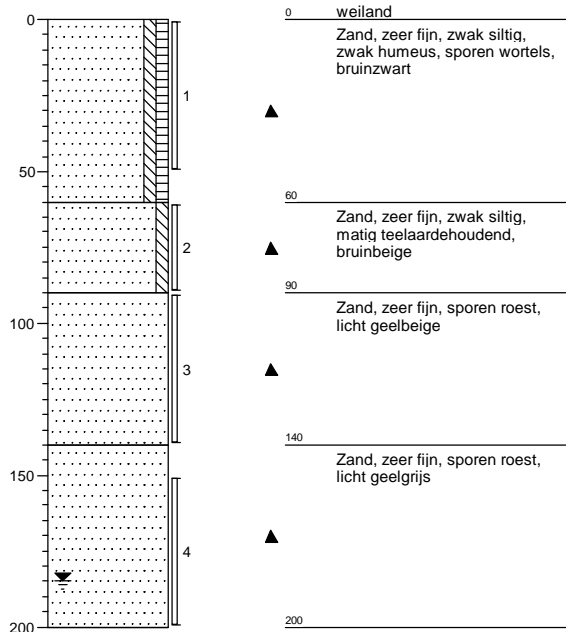 0
50
100
150
200
1
2
3
4
0 weiland
Zand, zeer fijn, zwak siltig,
zwak humeus, sporen wortels,
bruinzwart
60
Zand, zeer fijn, zwak siltig,
matig teelaardehoudend,
bruinbeige
90
Zand, zeer fijn, sporen roest,
licht geelbeige
140
Zand, zeer fijn, sporen roest,
licht geelgrijs
200